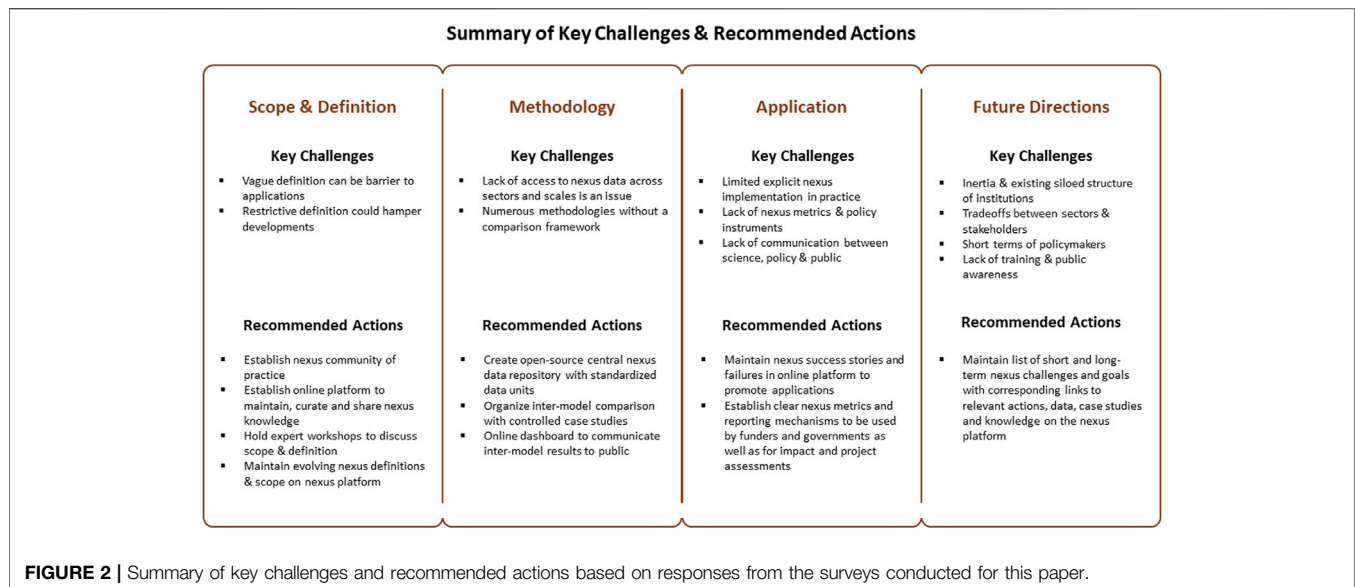 Summary of Key Challenges & Recommended Actions
Scope & Definition
Key Challenges
▪ Vague definition can be barrier to
applications
▪ Restrictive definition could hamper
developments
Recommended Actions
▪ Establish nexus community of
practice
▪ Establish online platform to
maintain, curate and share nexus
knowledge
▪ Hold expert workshops to discuss
scope & definition
▪ Maintain evolving nexus definitions
& scope on nexus platform
Methodology
Key Challenges
▪ Lack of access to nexus data across
sectors and scales is an issue
▪ Numerous methodologies without a
comparison framework
Recommended Actions
▪ Create open-source central nexus
data repository with standardized
data units
▪ Organize inter-model comparison
with controlled case studies
▪ Online dashboard to communicate
inter-model results to public
Application
Key Challenges
▪ Limited explicit nexus
implementation in practice
▪ Lack of nexus metrics & policy
instruments
▪ Lack of communication between
science, policy & public
Recommended Actions
▪ Maintain nexus success stories and
failures in online platform to
promote applications
▪ Establish clear nexus metrics and
reporting mechanisms to be used
by funders and governments as
well as for impact and project
assessments
Future Directions
Key Challenges
▪ Inertia & existing siloed structure
of institutions
▪ Tradeoffs between sectors &
stakeholders
▪ Short terms of policymakers
▪ Lack of training & public
awareness
Recommended Actions
▪ Maintain list of short and long-
term nexus challenges and goals
with corresponding links to
relevant actions, data, case studies
and knowledge on the nexus
platform
FIGURE 2 | Summary of key challenges and recommended actions based on responses from the surveys conducted for this paper.